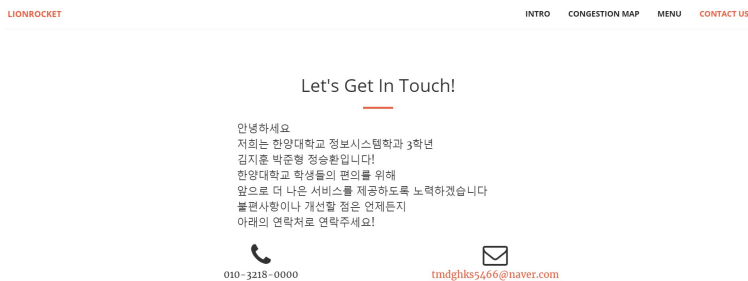 LIONROCKET
INTRO CONGESTION MAP MENU CONTACT US
Let's Get In Touch!
안녕하세요
저희는 한양대학교 정보시스템학과 3학년
김지훈 박준형 정승환입니다!
한양대학교 학생들의 편의를 위해
앞으로 더 나은 서비스를 제공하도록 노력하겠습니다
불편사항이나 개선할 점은 언제든지
아래의 연락처로 연락주세요!
010-3218-0000
tmdghks5466@naver.com